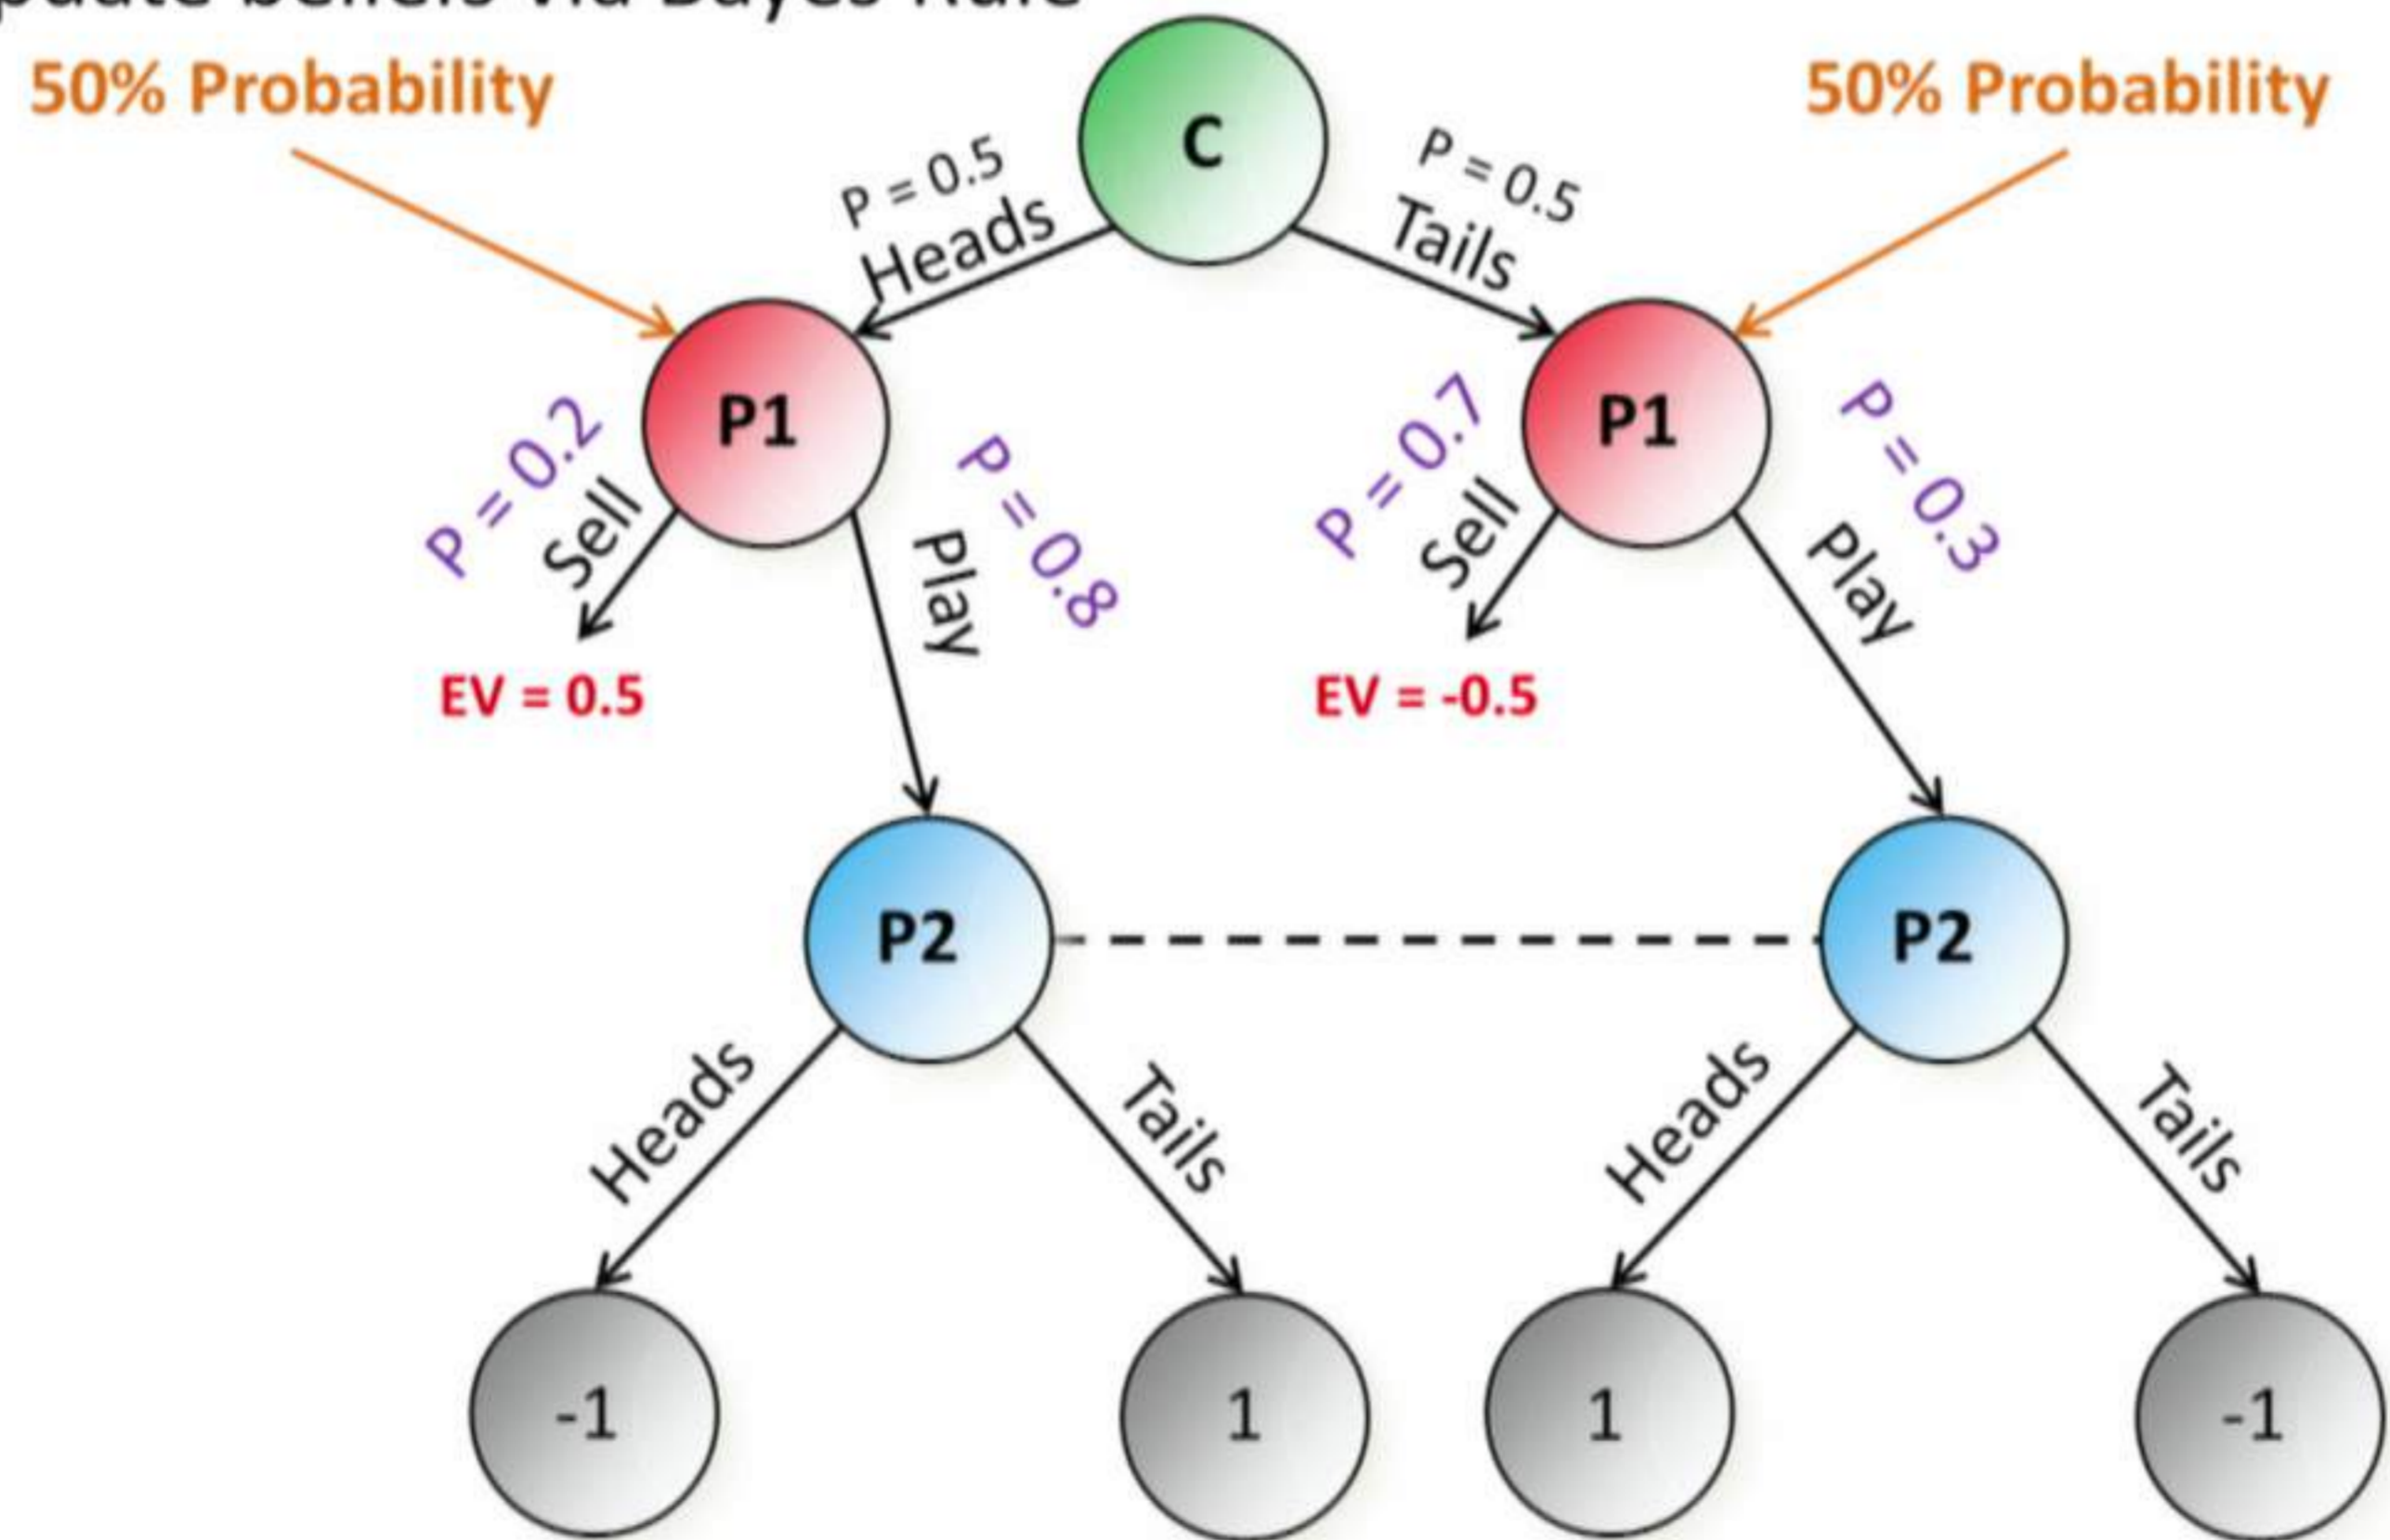 50% Probability
50% Probability
C
P = 0.5
Heads
P = 0.5
Tails
P1
P1
P = 0.2
Sell
P = 0.8
Play
P = 0.7
Sell
P = 0.3
Play
EV = 0.5
EV = -0.5
P2
P2
Heads
Tails
Heads
Tails
-1
1
1
-1